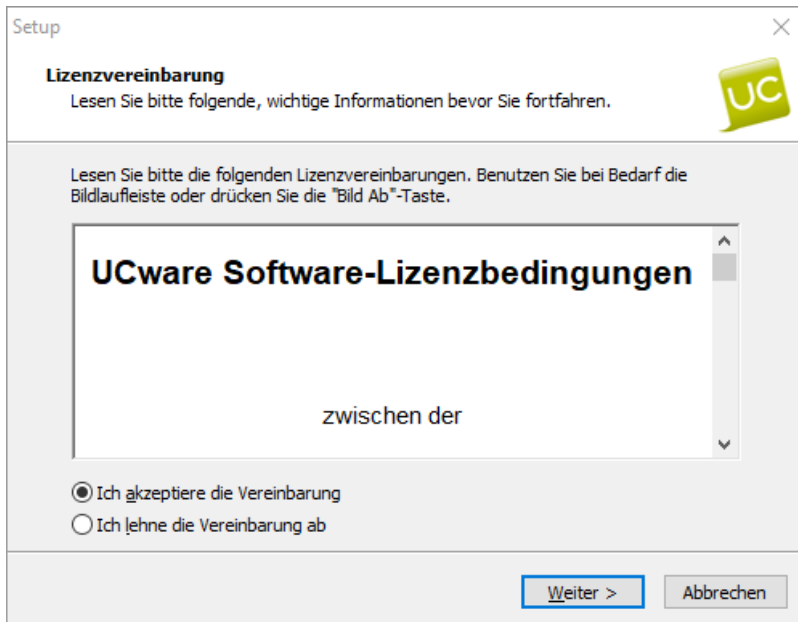 Setup
Lizenzvereinbarung
Lesen Sie bitte folgende, wichtige Informationen bevor Sie fortfahren.
UC
Lesen Sie bitte die folgenden Lizenzvereinbarungen. Benutzen Sie bei Bedarf die
Bildlaufleiste oder drücken Sie die "Bild Ab"-Taste.
UCware Software-Lizenzbedingungen
zwischen der
Ich akzeptiere die Vereinbarung
Ich lehne die Vereinbarung ab
Weiter >
Abbrechen